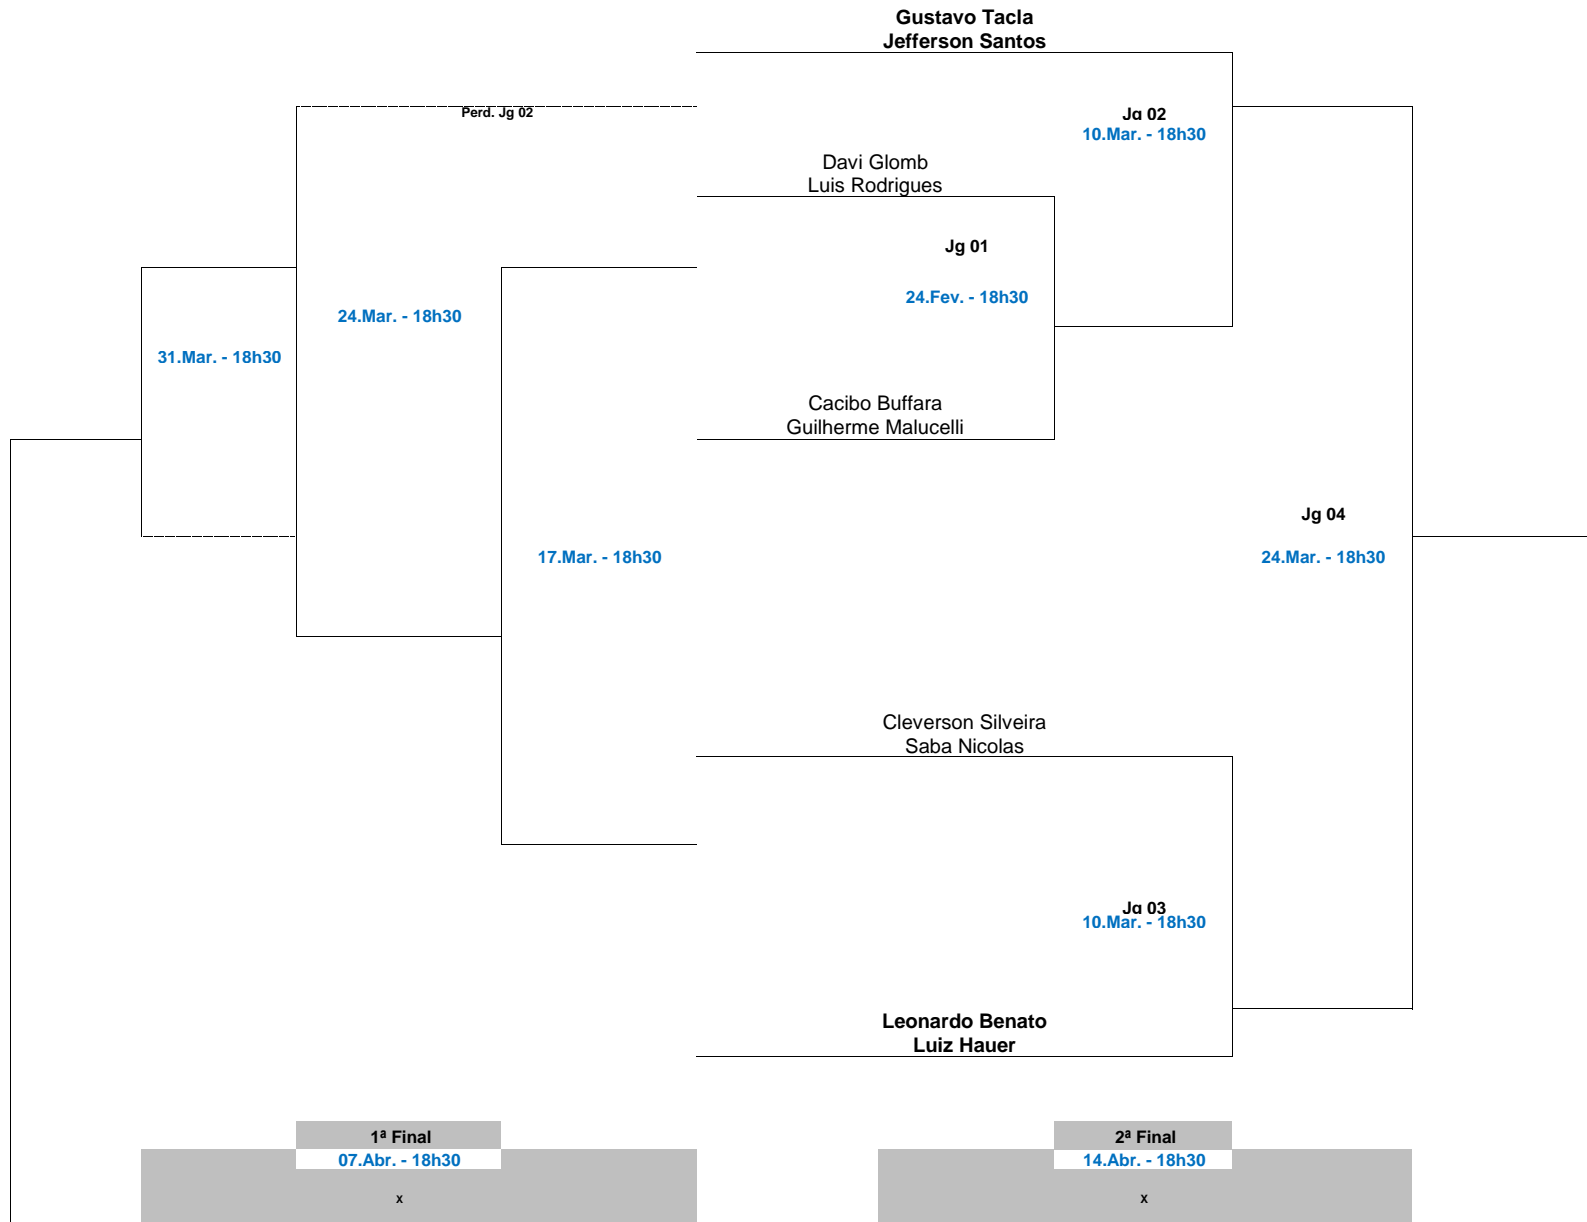 Gustavo Tacla
Jefferson Santos
Perd. Jg 02
Jg 02
10.Mar. - 18h30
Davi Glomb
Luis Rodrigues
Jg 01
24.Fev. - 18h30
24.Mar. - 18h30
31.Mar. - 18h30
Cacibo Buffara
Guilherme Malucelli
Jg 04
17.Mar. - 18h30
24.Mar. - 18h30
Cleverson Silveira
Saba Nicolas
Jg 03
10.Mar. - 18h30
Leonardo Benato
Luiz Hauer
1ª Final
2ª Final
07.Abr. - 18h30
14.Abr. - 18h30
x
x